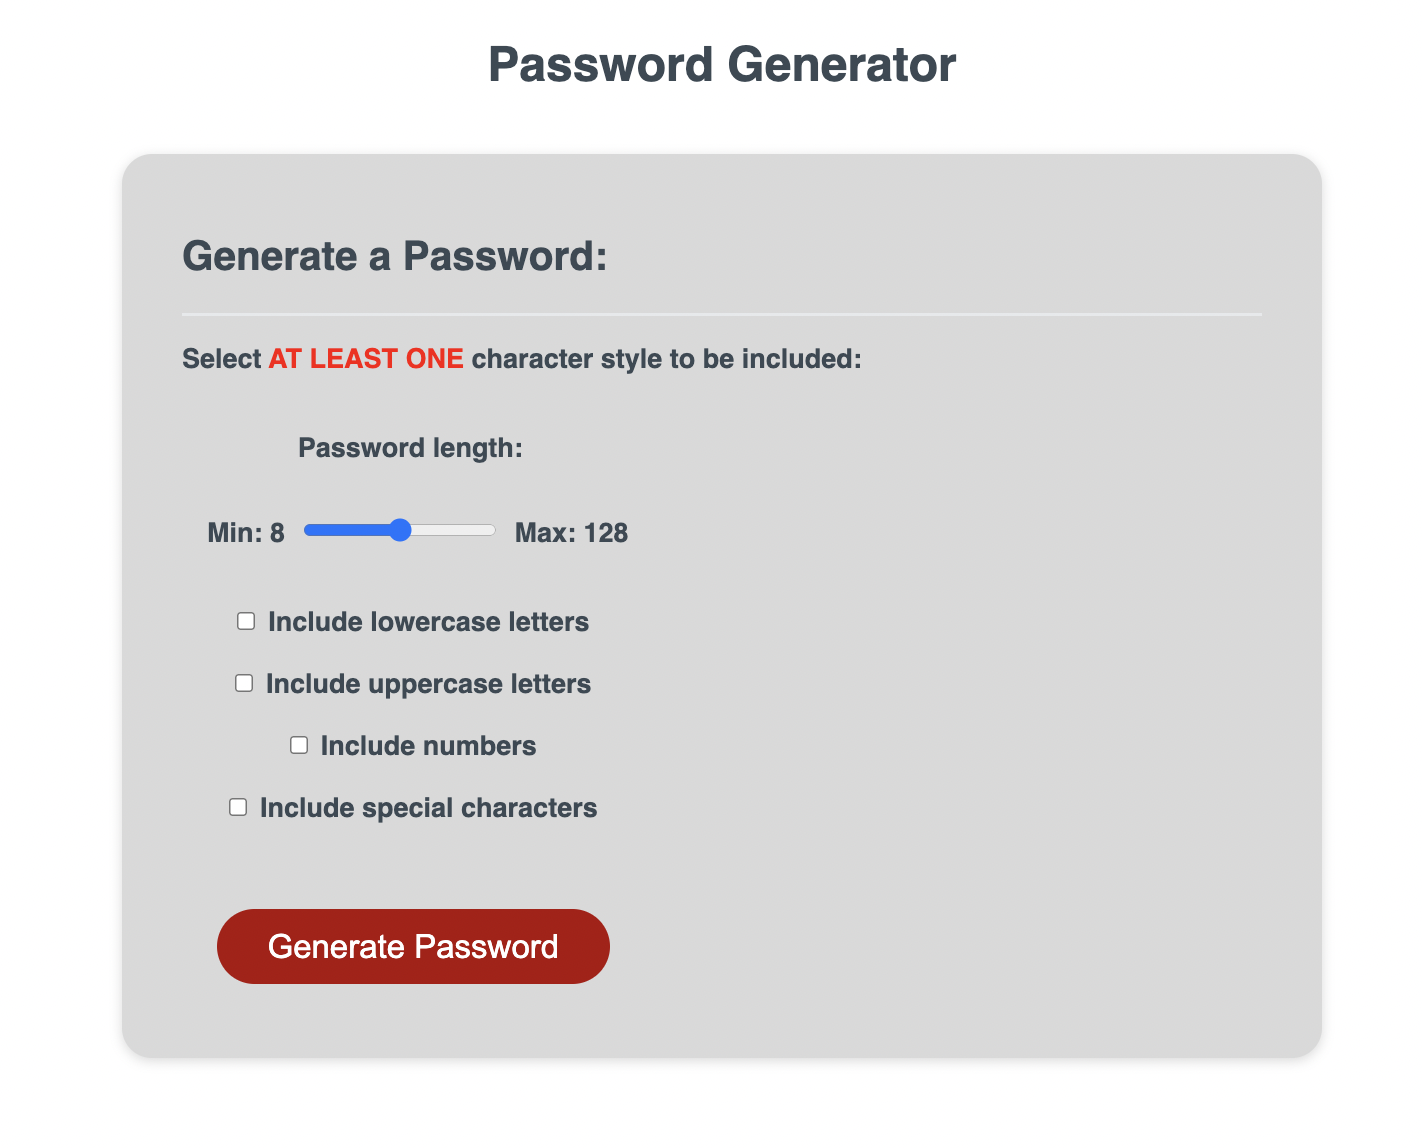 Password Generator
Generate a Password:
Select AT LEAST ONE character style to be included:
Password length:
Min: 8 Max: 128
Include lowercase letters
Include uppercase letters
Include numbers
Include special characters
Generate Password